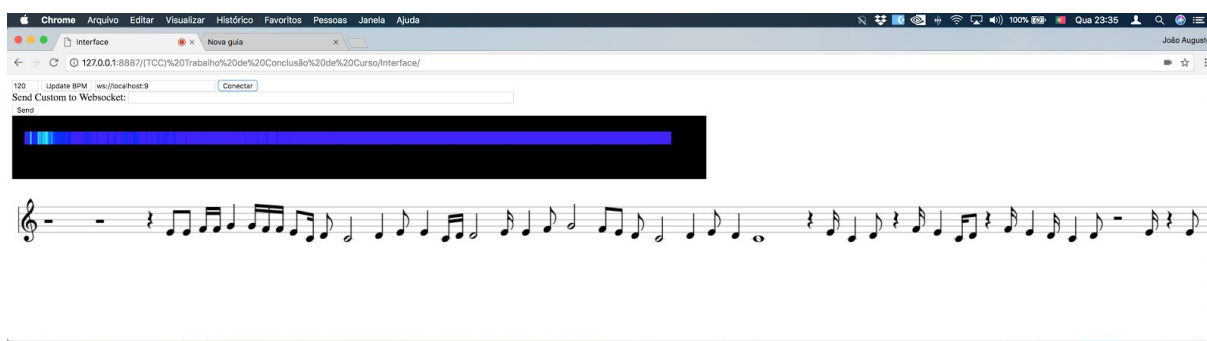 Chrome Arquivo Editar Visualizar Histórico Favoritos Pessoas Janela Ajuda 100% Qua 23:35
Interface Nova guia João August
127.0.0.1:8887/(TCC)%20Trabalho%20de%20Conclusão%20de%20Curso/Interface/
120 Update BPM ws://localhost:9 Conectar
Send Custom to Websocket:
Send